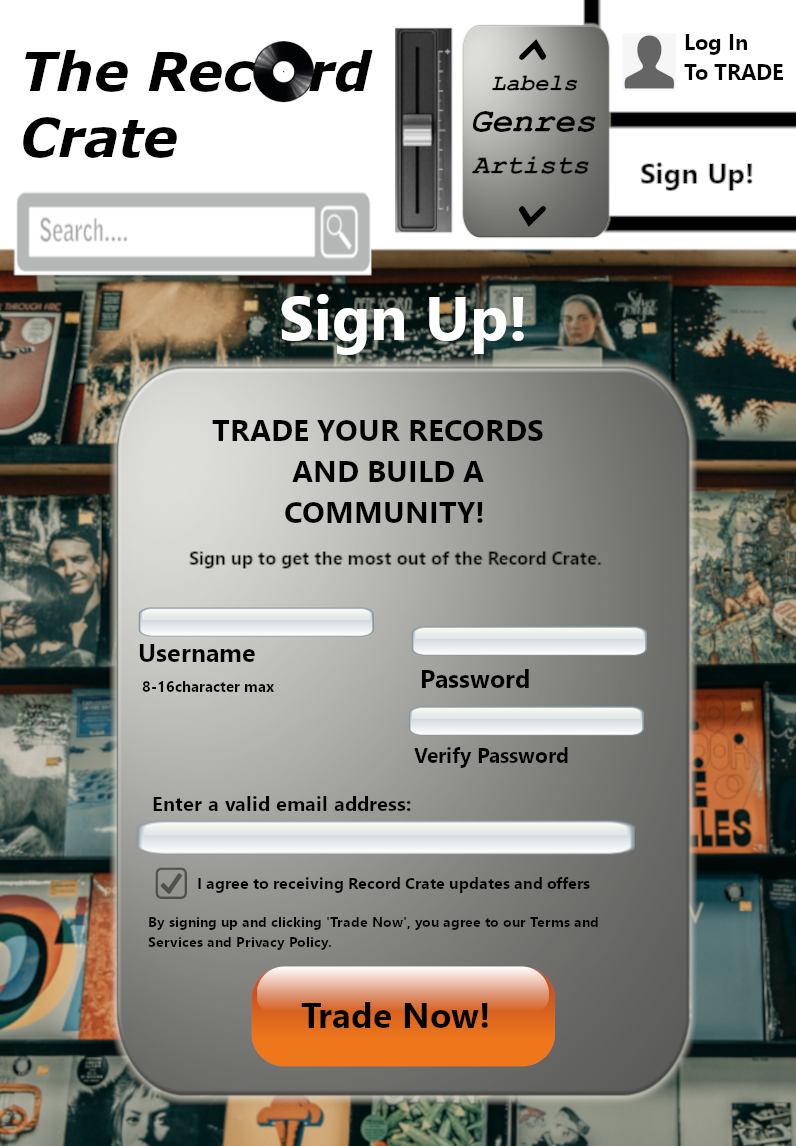 The Record
Crate
Search....
Labels
Genres
Artists
Log In
To TRADE
Sign Up!
Sign Up!
TRADE YOUR RECORDS
AND BUILD A
COMMUNITY!
Sign up to get the most out of the Record Crate.
Username
8-16character max
Password
Verify Password
Enter a valid email address:
I agree to receiving Record Crate updates and offers
By signing up and clicking 'Trade Now', you agree to our Terms and
Services and Privacy Policy.
Trade Now!